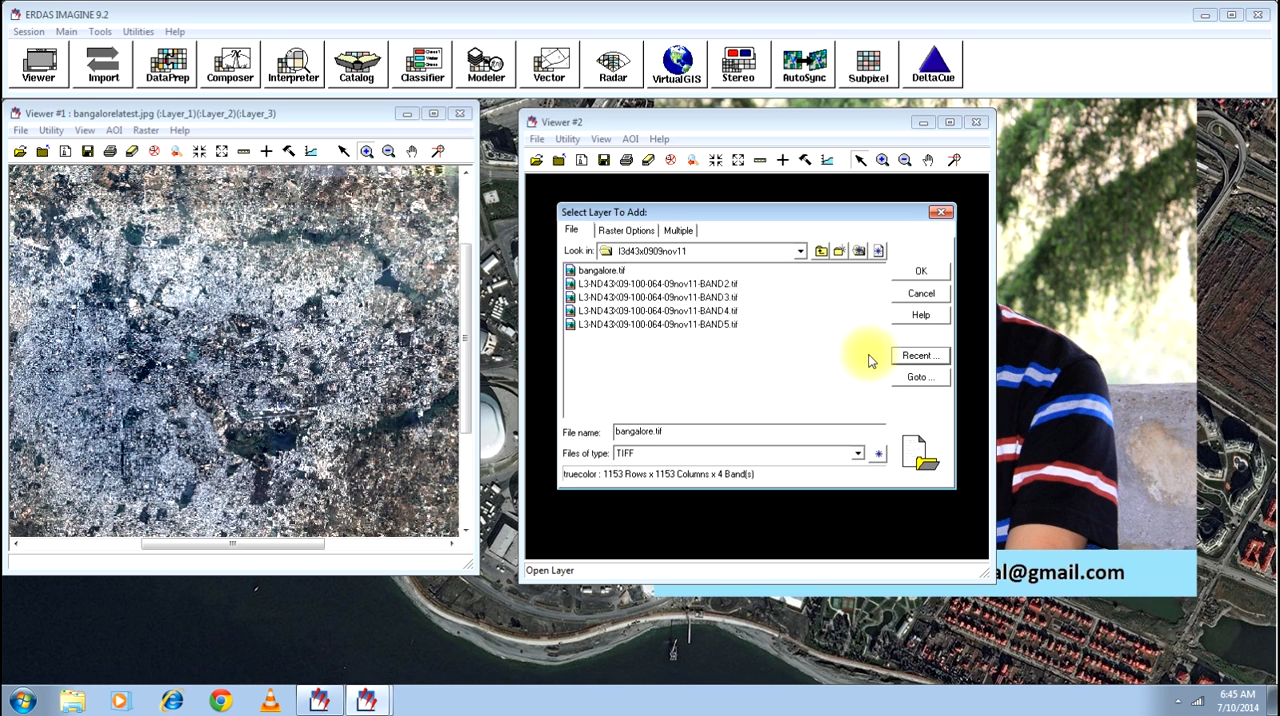 ERDAS IMAGINE 9.2
Session Main Tools Utilities Help
Viewer Import DataPrep Composer Interpreter Catalog Classifier Modeler Vector Radar VirtualGIS Stereo AutoSync Subpixel DeltaCue
Viewer #1 : bangalorelatest.jpg (:Layer_1)(:Layer_2)(:Layer_3)
File Utility View AOI Raster Help
Viewer #2
File Utility View AOI Help
Select Layer To Add:
File Raster Options Multiple
Look in: l3d43x0909nov11
bangalore.tif
L3-ND43X09-100-064-09nov11-BAND2.tif
L3-ND43X09-100-064-09nov11-BAND3.tif
L3-ND43X09-100-064-09nov11-BAND4.tif
L3-ND43X09-100-064-09nov11-BAND5.tif
OK
Cancel
Help
Recent ...
Goto ...
File name: bangalore.tif
Files of type: TIFF
truecolor : 1153 Rows x 1153 Columns x 4 Band(s)
Open Layer
al@gmail.com
6:45 AM
7/10/2014